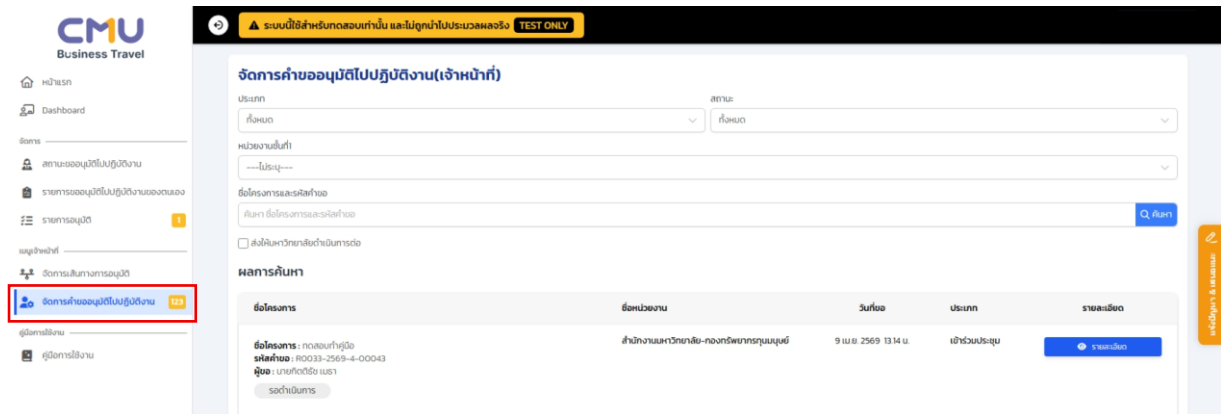 CMU
Business Travel
หน้าแรก
Dashboard
จัดการ
สถานะขออนุมัติไปปฏิบัติงาน
รายการขออนุมัติไปปฏิบัติงานของตนเอง
รายการอนุมัติ 1
เมนูเจ้าหน้าที่
จัดการเส้นทางการอนุมัติ
จัดการคำขออนุมัติไปปฏิบัติงาน 123
คู่มือการใช้งาน
คู่มือการใช้งาน
ระบบนี้ใช้สำหรับทดสอบเท่านั้น และไม่ถูกนำไปประมวลผลจริง TEST ONLY
จัดการคำขออนุมัติไปปฏิบัติงาน(เจ้าหน้าที่)
ประเภท สถานะ
ทั้งหมด ทั้งหมด
หน่วยงานชั้นที่1
----ไม่ระบุ----
ชื่อโครงการและรหัสคำขอ
ค้นหา ชื่อโครงการและรหัสคำขอ ค้นหา
ส่งให้มหาวิทยาลัยดำเนินการต่อ
ผลการค้นหา
ชื่อโครงการ ชื่อหน่วยงาน วันที่ขอ ประเภท รายละเอียด
ชื่อโครงการ : ทดสอบทำคู่มือ สำนักงานมหาวิทยาลัย-กองทรัพยากรทุนมนุษย์ 9 เม.ย. 2569 13.14 น. เข้าร่วมประชุม รายละเอียด
รหัสคำขอ : R0033-2569-4-00043
ผู้ขอ : นายกิตติธัช เมธา
รอดำเนินการ
แจ้งปัญหา & เสนอแนะ